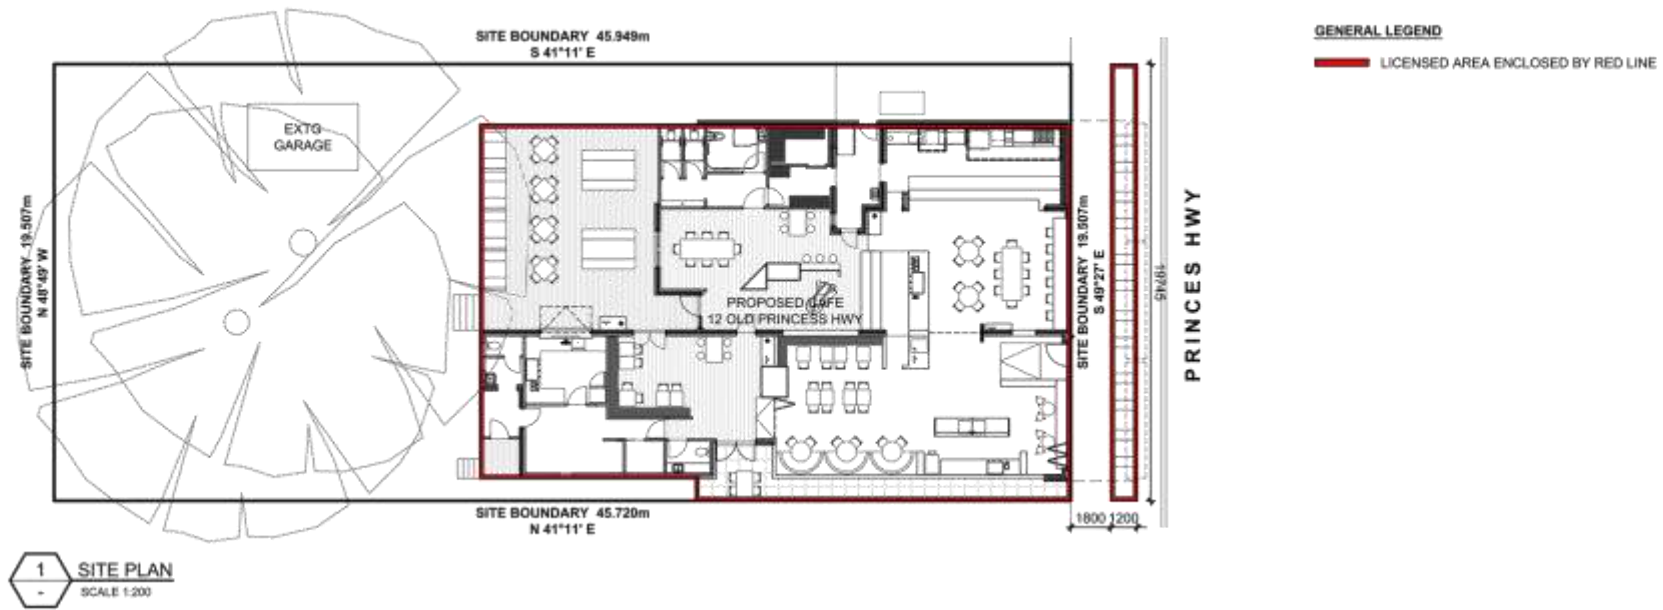 SITE BOUNDARY 45.949m
S 41°11' E
GENERAL LEGEND
LICENSED AREA ENCLOSED BY RED LINE
EXTG
GARAGE
SITE BOUNDARY 19.507m
N 48°49' W
PROPOSED CAFE
12 OLD PRINCESS HWY
SITE BOUNDARY 19.507m
S 49°27' E
19745
PRINCES HWY
SITE BOUNDARY 45.720m
N 41°11' E
1800 1200
1
-
SITE PLAN
SCALE 1:200